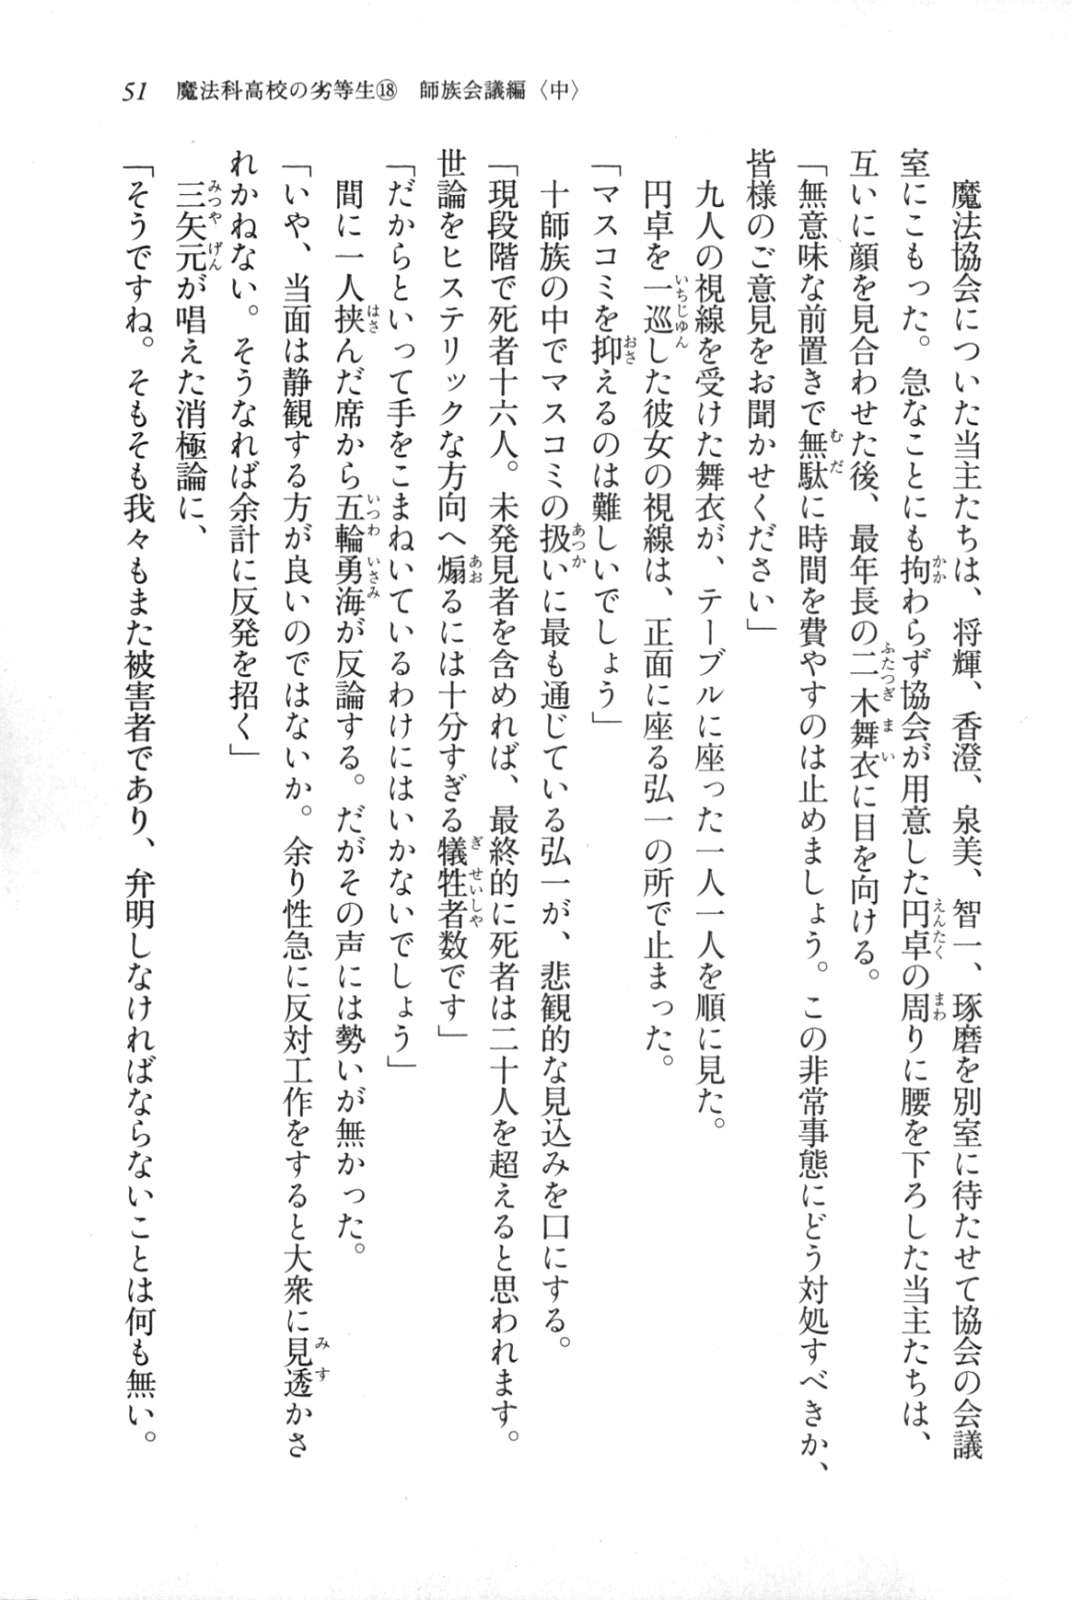 51　魔法科高校の劣等生⑱　師族会議編〈中〉
　魔法協会についた当主たちは、将輝、香澄、泉美、智一、琢磨を別室に待たせて協会の会議
室にこもった。急なことにも拘わらず協会が用意した円卓の周りに腰を下ろした当主たちは、
互いに顔を見合わせた後、最年長の二木舞衣に目を向ける。
「無意味な前置きで無駄に時間を費やすのは止めましょう。この非常事態にどう対処すべきか、
皆様のご意見をお聞かせください」
　九人の視線を受けた舞衣が、テーブルに座った一人一人を順に見た。
　円卓を一巡した彼女の視線は、正面に座る弘一の所で止まった。
「マスコミを抑えるのは難しいでしょう」
　十師族の中でマスコミの扱いに最も通じている弘一が、悲観的な見込みを口にする。
「現段階で死者十六人。未発見者を含めれば、最終的に死者は二十人を超えると思われます。
世論をヒステリックな方向へ煽るには十分すぎる犠牲者数です」
「だからといって手をこまねいているわけにはいかないでしょう」
　間に一人挟んだ席から五輪勇海が反論する。だがその声には勢いが無かった。
「いや、当面は静観する方が良いのではないか。余り性急に反対工作をすると大衆に見透かさ
れかねない。そうなれば余計に反発を招く」
　三矢元が唱えた消極論に、
「そうですね。そもそも我々もまた被害者であり、弁明しなければならないことは何も無い。